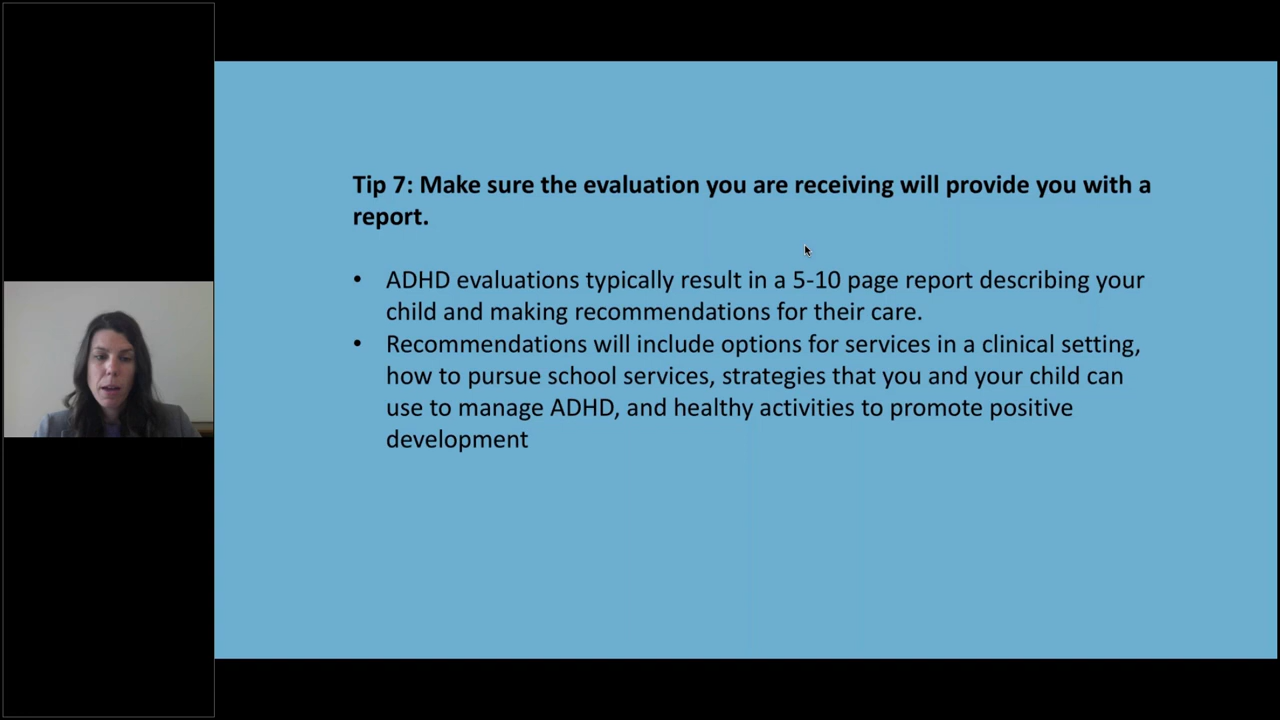 Tip 7: Make sure the evaluation you are receiving will provide you with a
report.
• ADHD evaluations typically result in a 5-10 page report describing your
child and making recommendations for their care.
• Recommendations will include options for services in a clinical setting,
how to pursue school services, strategies that you and your child can
use to manage ADHD, and healthy activities to promote positive
development